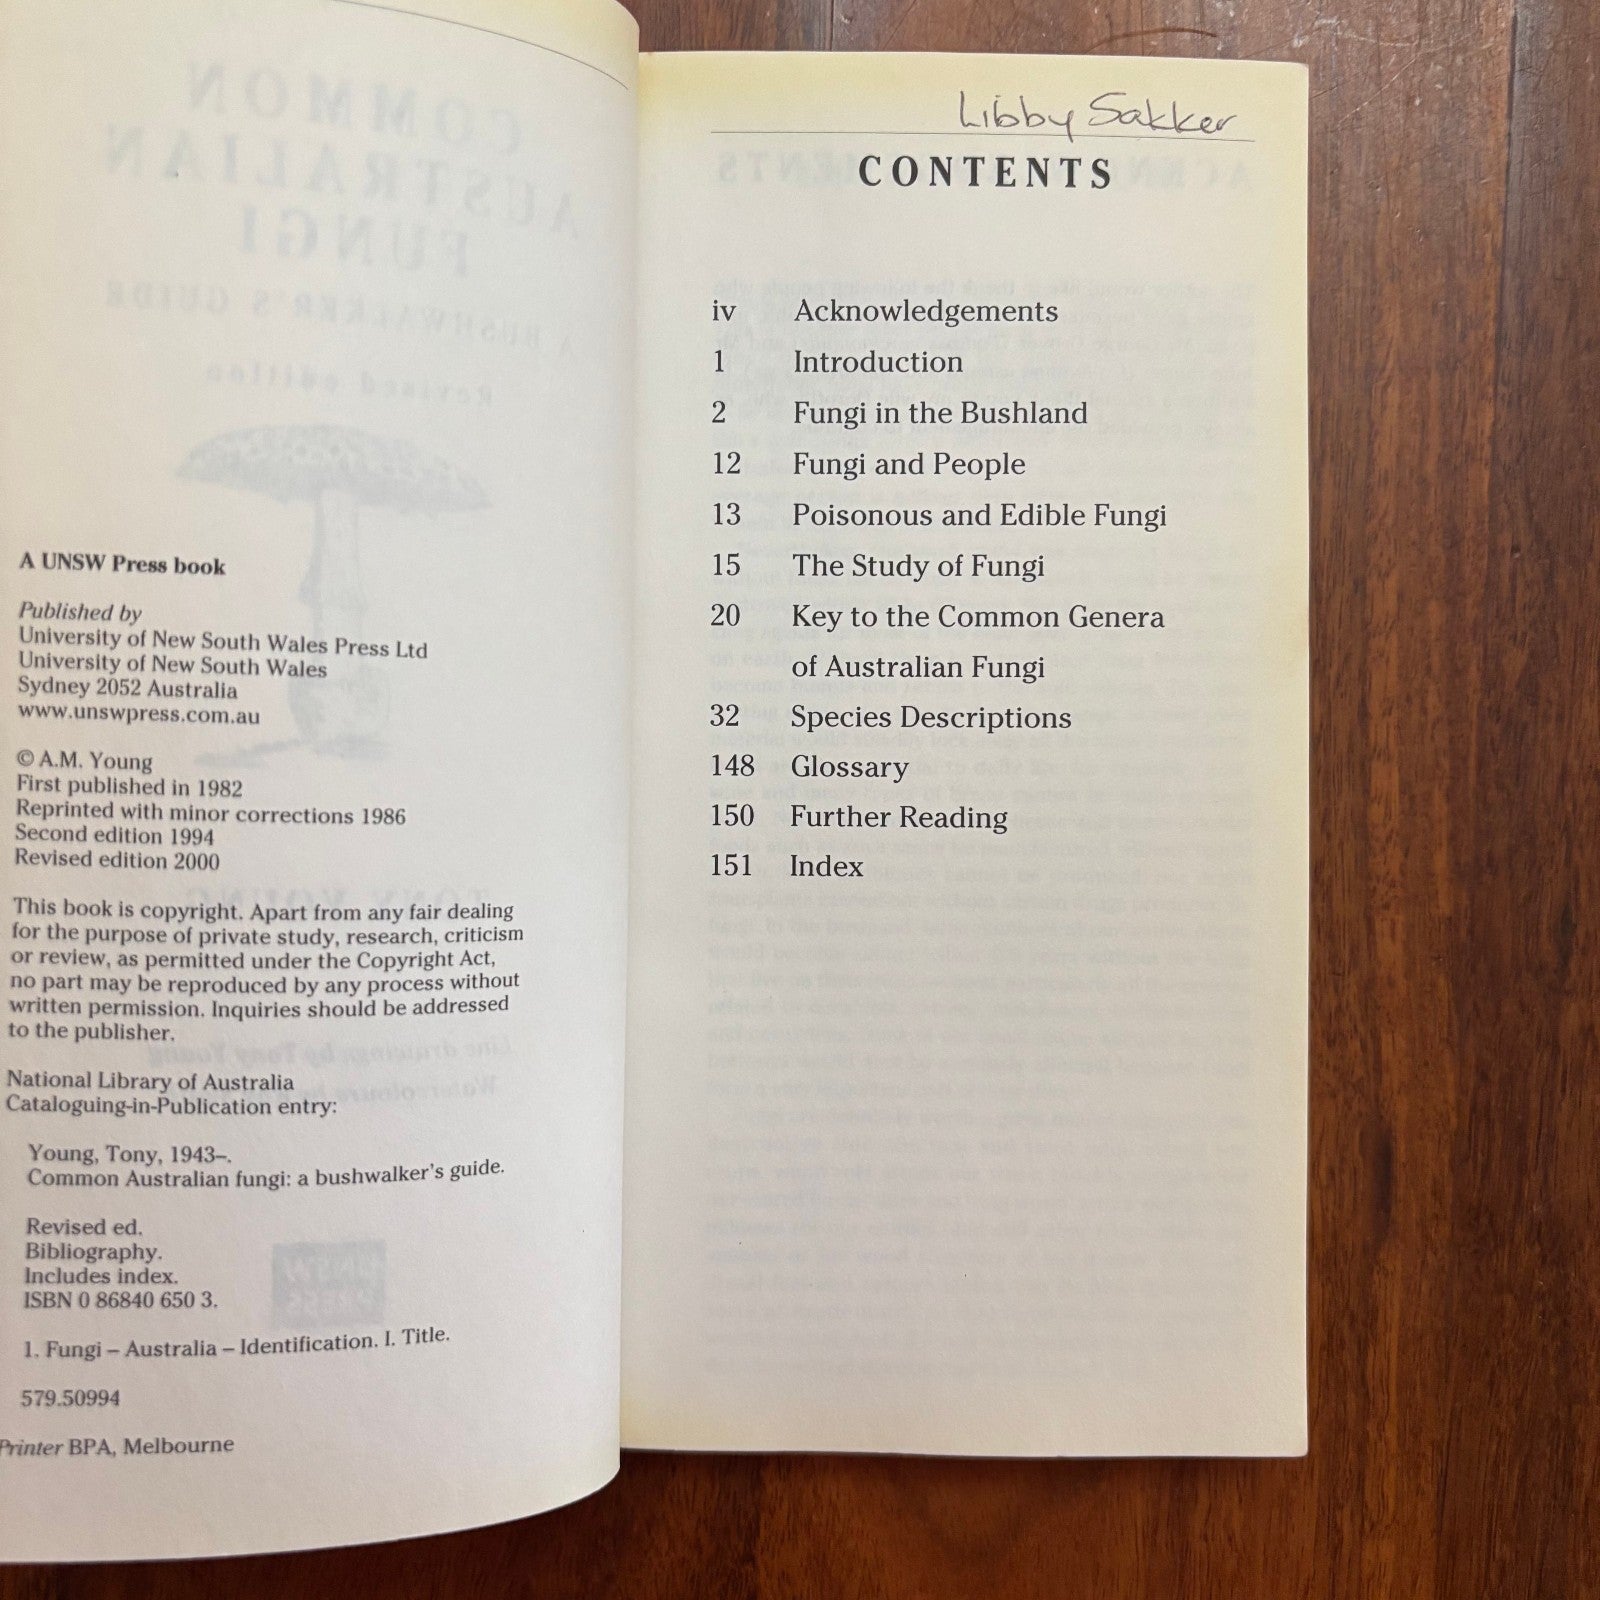 A UNSW Press book
Published by
University of New South Wales Press Ltd
University of New South Wales
Sydney 2052 Australia
www.unswpress.com.au
© A.M. Young
First published in 1982
Reprinted with minor corrections 1986
Second edition 1994
Revised edition 2000
This book is copyright. Apart from any fair dealing
for the purpose of private study, research, criticism
or review, as permitted under the Copyright Act,
no part may be reproduced by any process without
written permission. Inquiries should be addressed
to the publisher.
National Library of Australia
Cataloguing-in-Publication entry:
Young, Tony, 1943–.
Common Australian fungi: a bushwalker's guide.
Revised ed.
Bibliography.
Includes index.
ISBN 0 86840 650 3.
1. Fungi – Australia – Identification. I. Title.
579.50994
Printer BPA, Melbourne
Libby Sakker
CONTENTS
iv Acknowledgements
1 Introduction
2 Fungi in the Bushland
12 Fungi and People
13 Poisonous and Edible Fungi
15 The Study of Fungi
20 Key to the Common Genera
of Australian Fungi
32 Species Descriptions
148 Glossary
150 Further Reading
151 Index